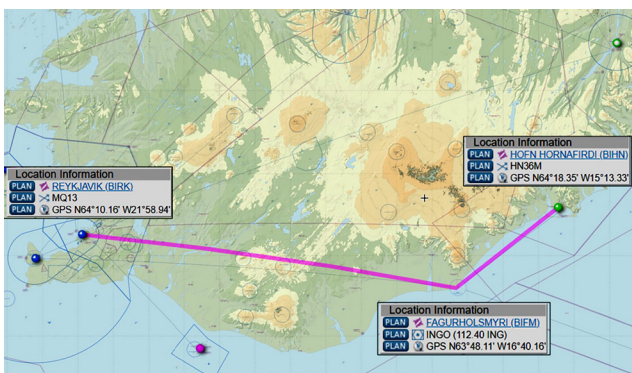 Location Information
PLAN HOFN HORNAFIRDI (BIHN)
PLAN HN36M
PLAN GPS N64°18.35' W15°13.33'
Location Information
PLAN REYKJAVIK (BIRK)
PLAN MQ13
PLAN GPS N64°10.16' W21°58.94'
Location Information
PLAN FAGURHOLSMYRI (BIFM)
PLAN INGO (112.40 ING)
PLAN GPS N63°48.11' W16°40.16'